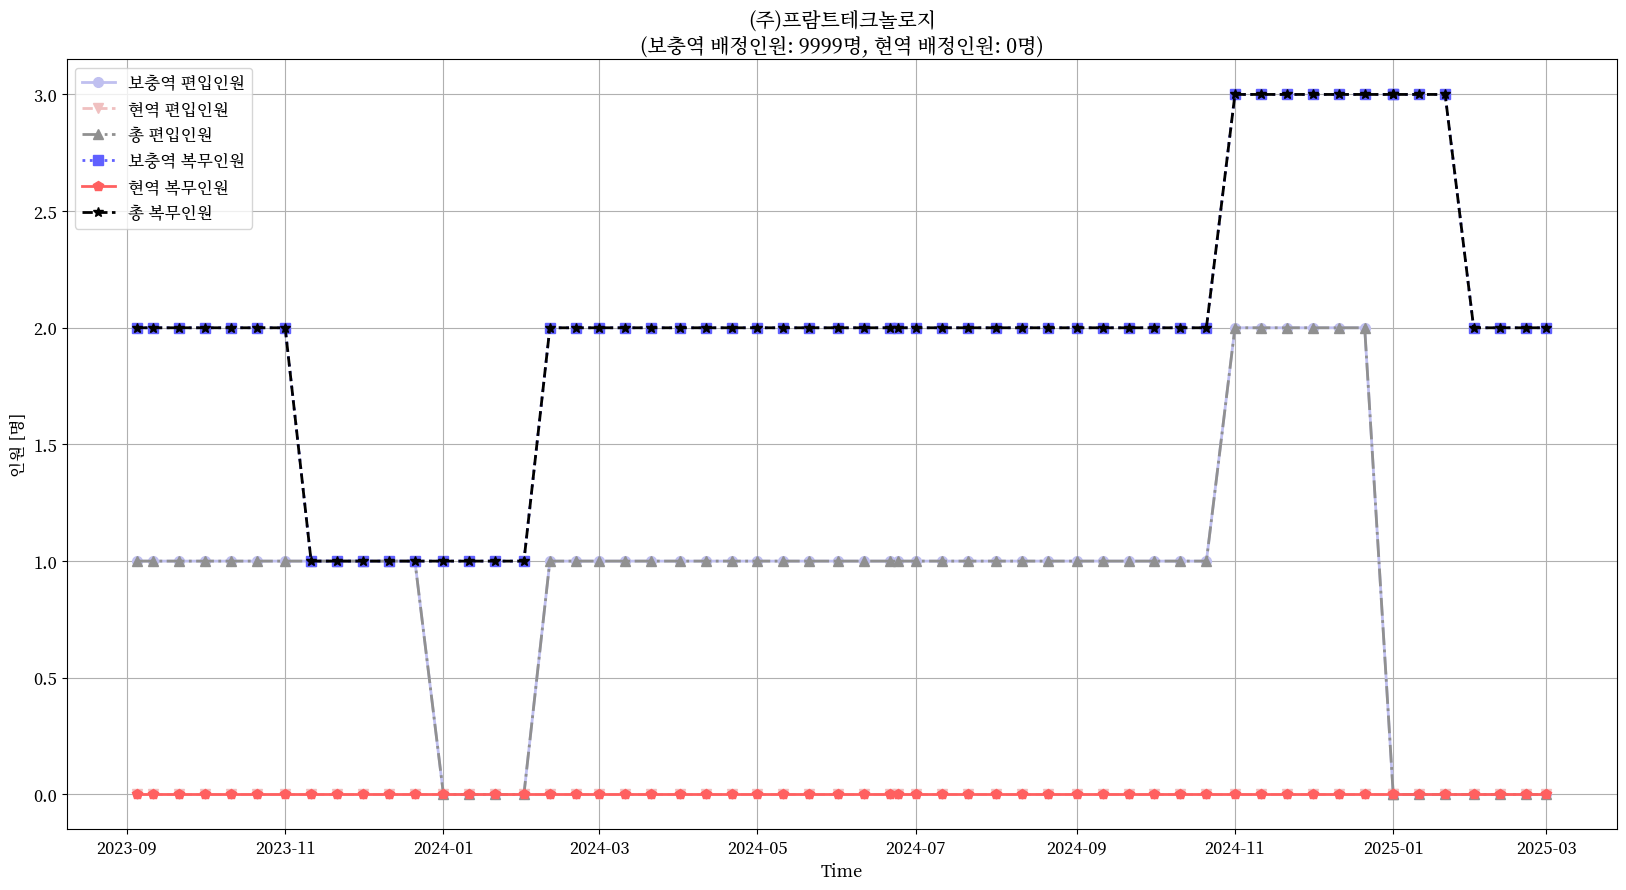 (주)프람트테크놀로지
(보충역 배정인원: 9999명, 현역 배정인원: 0명)
보충역 편입인원
현역 편입인원
총 편입인원
보충역 복무인원
현역 복무인원
총 복무인원
인원 [명]
3.0
2.5
2.0
1.5
1.0
0.5
0.0
2023-09
2023-11
2024-01
2024-03
2024-05
2024-07
2024-09
2024-11
2025-01
2025-03
Time